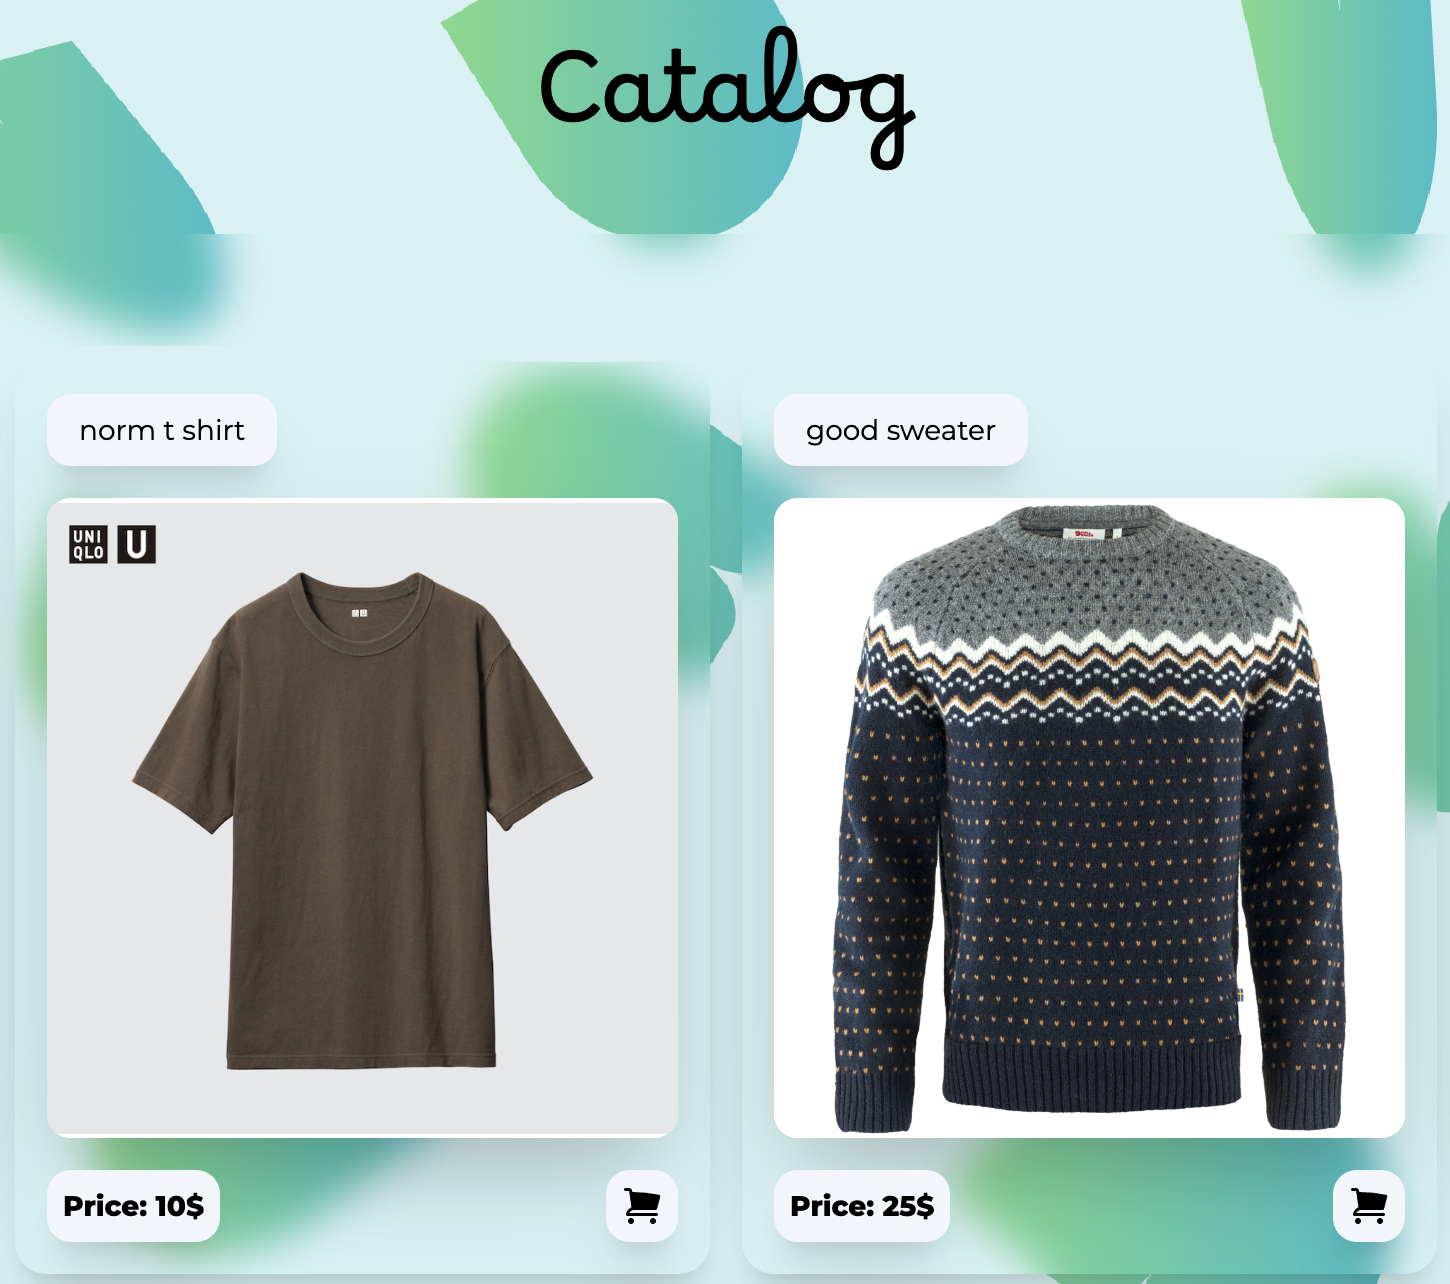 Catalog
norm t shirt
good sweater
UNI
QLO
U
Price: 10$
Price: 25$